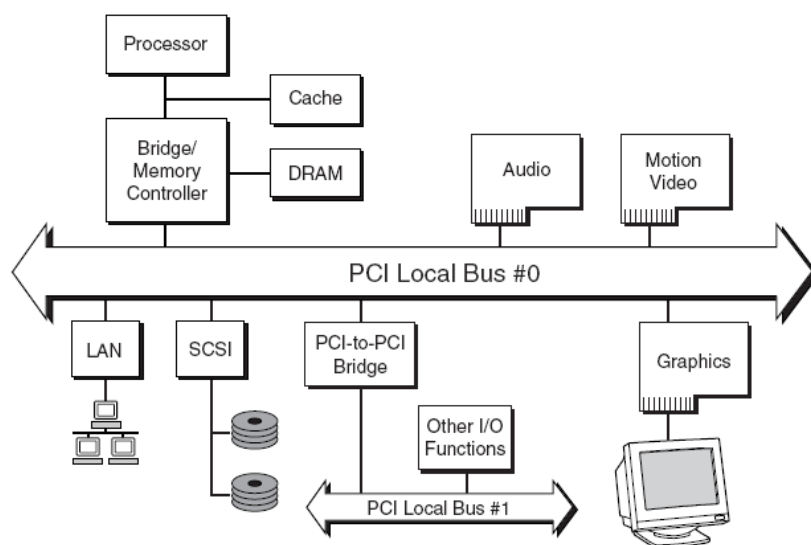 Processor
Cache
Bridge/
Memory
Controller
DRAM
Audio
Motion
Video
PCI Local Bus #0
LAN
SCSI
PCI-to-PCI
Bridge
Graphics
Other I/O
Functions
PCI Local Bus #1